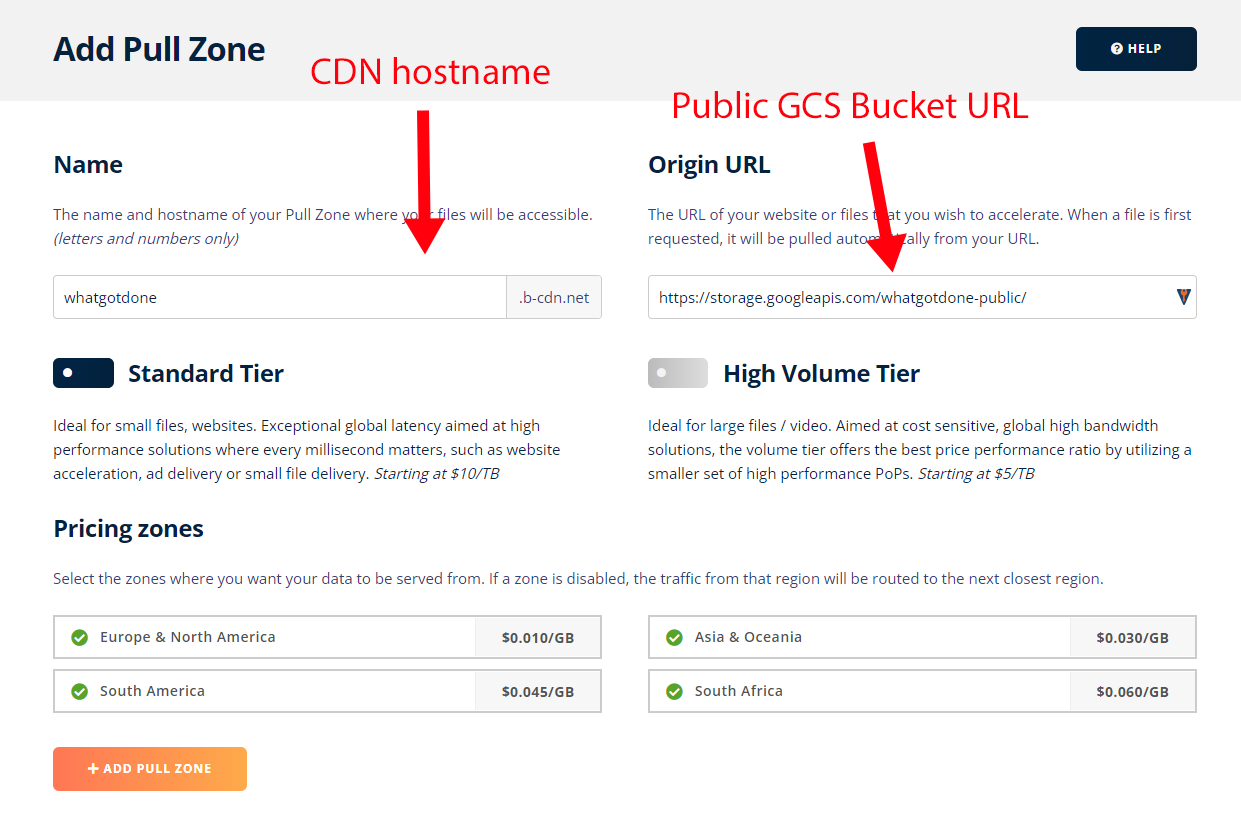 Add Pull Zone
HELP
CDN hostname
Public GCS Bucket URL
Name
The name and hostname of your Pull Zone where your files will be accessible.
(letters and numbers only)
whatgotdone
.b-cdn.net
Origin URL
The URL of your website or files that you wish to accelerate. When a file is first
requested, it will be pulled automatically from your URL.
https://storage.googleapis.com/whatgotdone-public/
Standard Tier
Ideal for small files, websites. Exceptional global latency aimed at high
performance solutions where every millisecond matters, such as website
acceleration, ad delivery or small file delivery. Starting at $10/TB
High Volume Tier
Ideal for large files / video. Aimed at cost sensitive, global high bandwidth
solutions, the volume tier offers the best price performance ratio by utilizing a
smaller set of high performance PoPs. Starting at $5/TB
Pricing zones
Select the zones where you want your data to be served from. If a zone is disabled, the traffic from that region will be routed to the next closest region.
Europe & North America $0.010/GB
Asia & Oceania $0.030/GB
South America $0.045/GB
South Africa $0.060/GB
+ ADD PULL ZONE